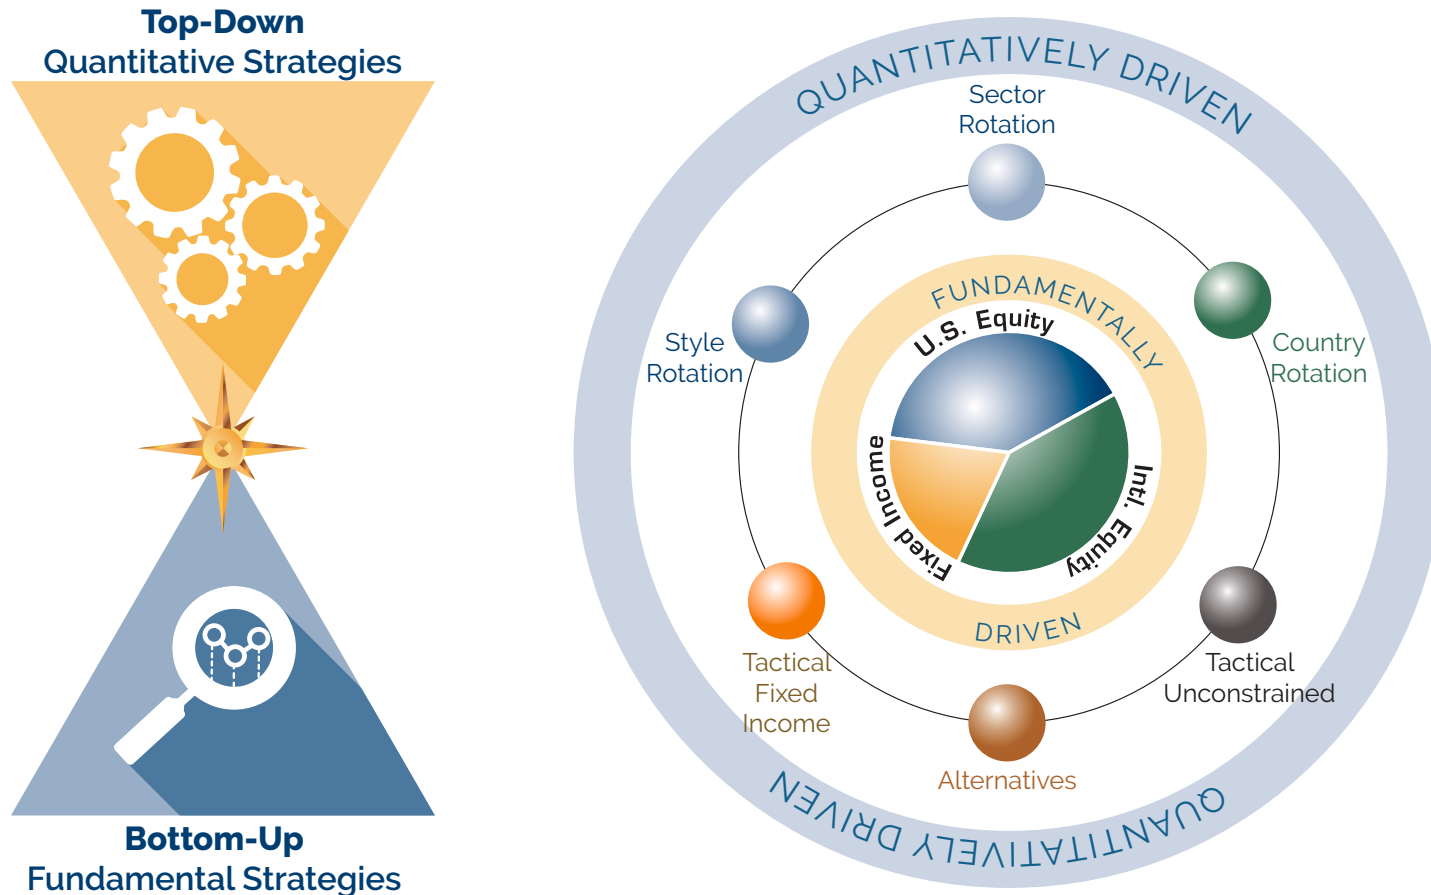 Top-Down
Quantitative Strategies
Bottom-Up
Fundamental Strategies
QUANTITATIVELY DRIVEN
Sector
Rotation
Country
Rotation
Style
Rotation
FUNDAMENTALLY
U.S. Equity
Intl. Equity
Fixed Income
DRIVEN
Tactical
Fixed
Income
Tactical
Unconstrained
Alternatives
QUANTITATIVELY DRIVEN